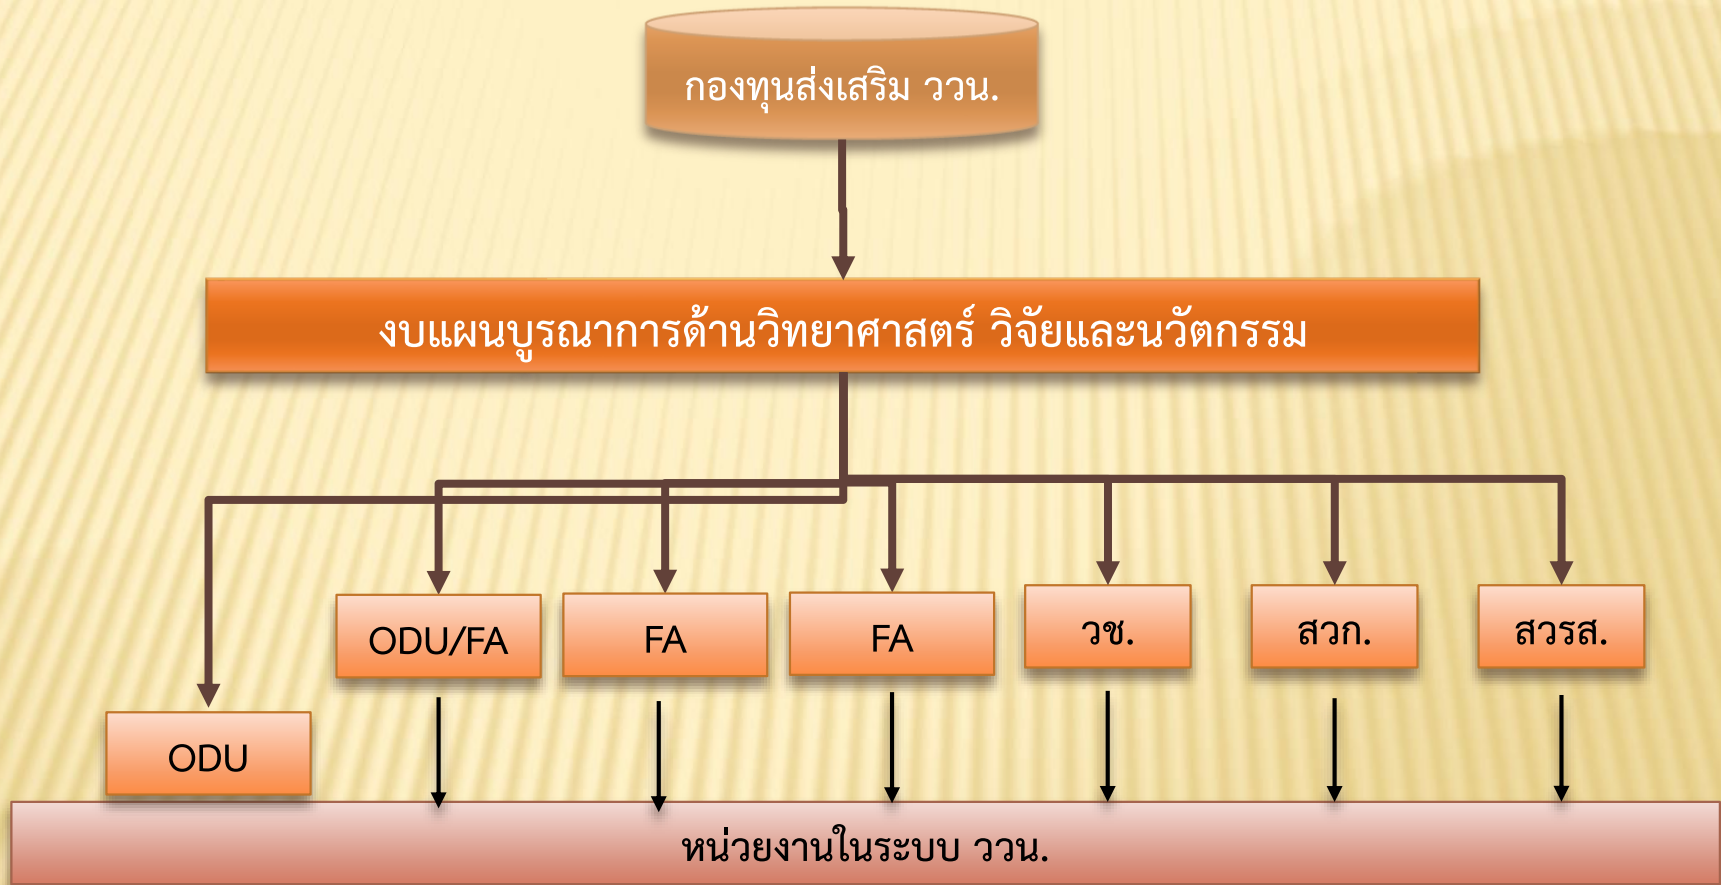 กองทุนส่งเสริม ววน.
งบแผนบูรณาการด้านวิทยาศาสตร์ วิจัยและนวัตกรรม
ODU/FA
FA
FA
วช.
สวก.
สวรส.
ODU
หน่วยงานในระบบ ววน.